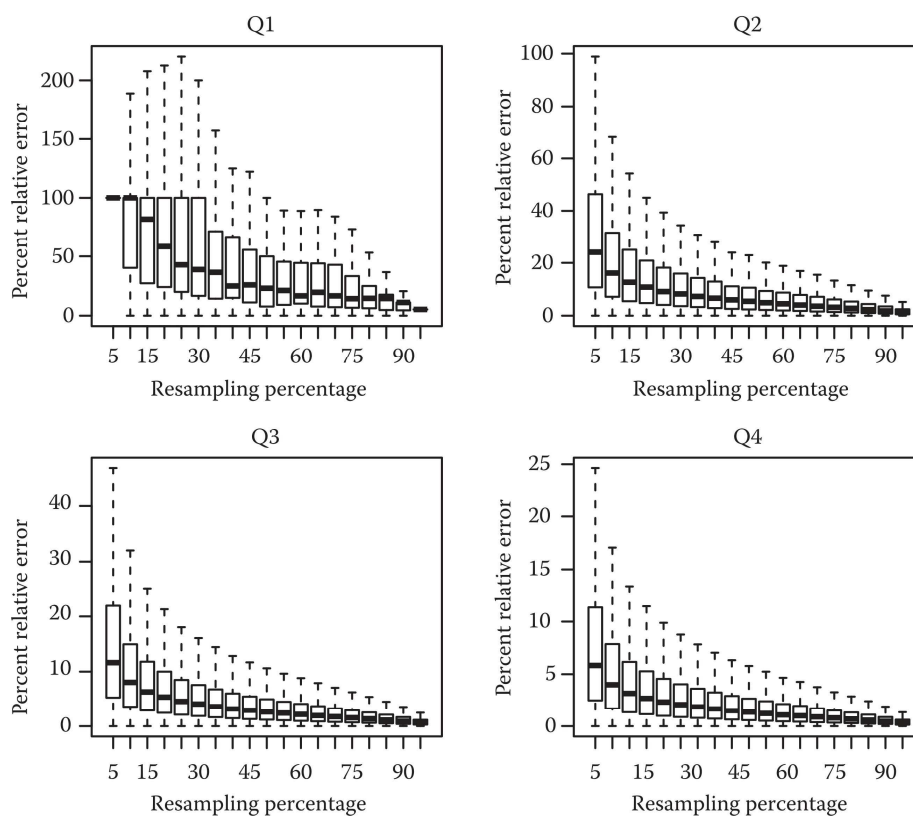 Q1
Percent relative error
200
150
100
50
0
5 15 30 45 60 75 90
Resampling percentage
Q2
Percent relative error
100
80
60
40
20
0
5 15 30 45 60 75 90
Resampling percentage
Q3
Percent relative error
40
30
20
10
0
5 15 30 45 60 75 90
Resampling percentage
Q4
Percent relative error
25
20
15
10
5
0
5 15 30 45 60 75 90
Resampling percentage